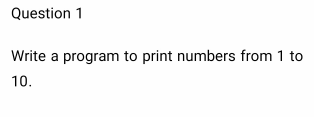 Question 1
Write a program to print numbers from 1 to
10.